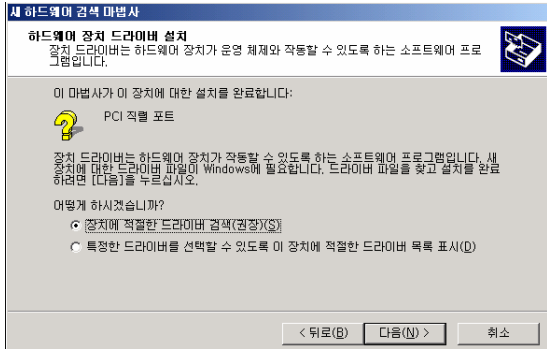 새 하드웨어 검색 마법사
하드웨어 장치 드라이버 설치
장치 드라이버는 하드웨어 장치가 운영 체제와 작동할 수 있도록 하는 소프트웨어 프로
그램입니다.
이 마법사가 이 장치에 대한 설치를 완료합니다:
PCI 직렬 포트
장치 드라이버는 하드웨어 장치가 작동할 수 있도록 하는 소프트웨어 프로그램입니다. 새
장치에 대한 드라이버 파일이 Windows에 필요합니다. 드라이버 파일을 찾고 설치를 완료
하려면 [다음]을 누르십시오.
어떻게 하시겠습니까?
장치에 적절한 드라이버 검색(권장)(S)
특정한 드라이버를 선택할 수 있도록 이 장치에 적절한 드라이버 목록 표시(D)
< 뒤로(B) 다음(N) > 취소